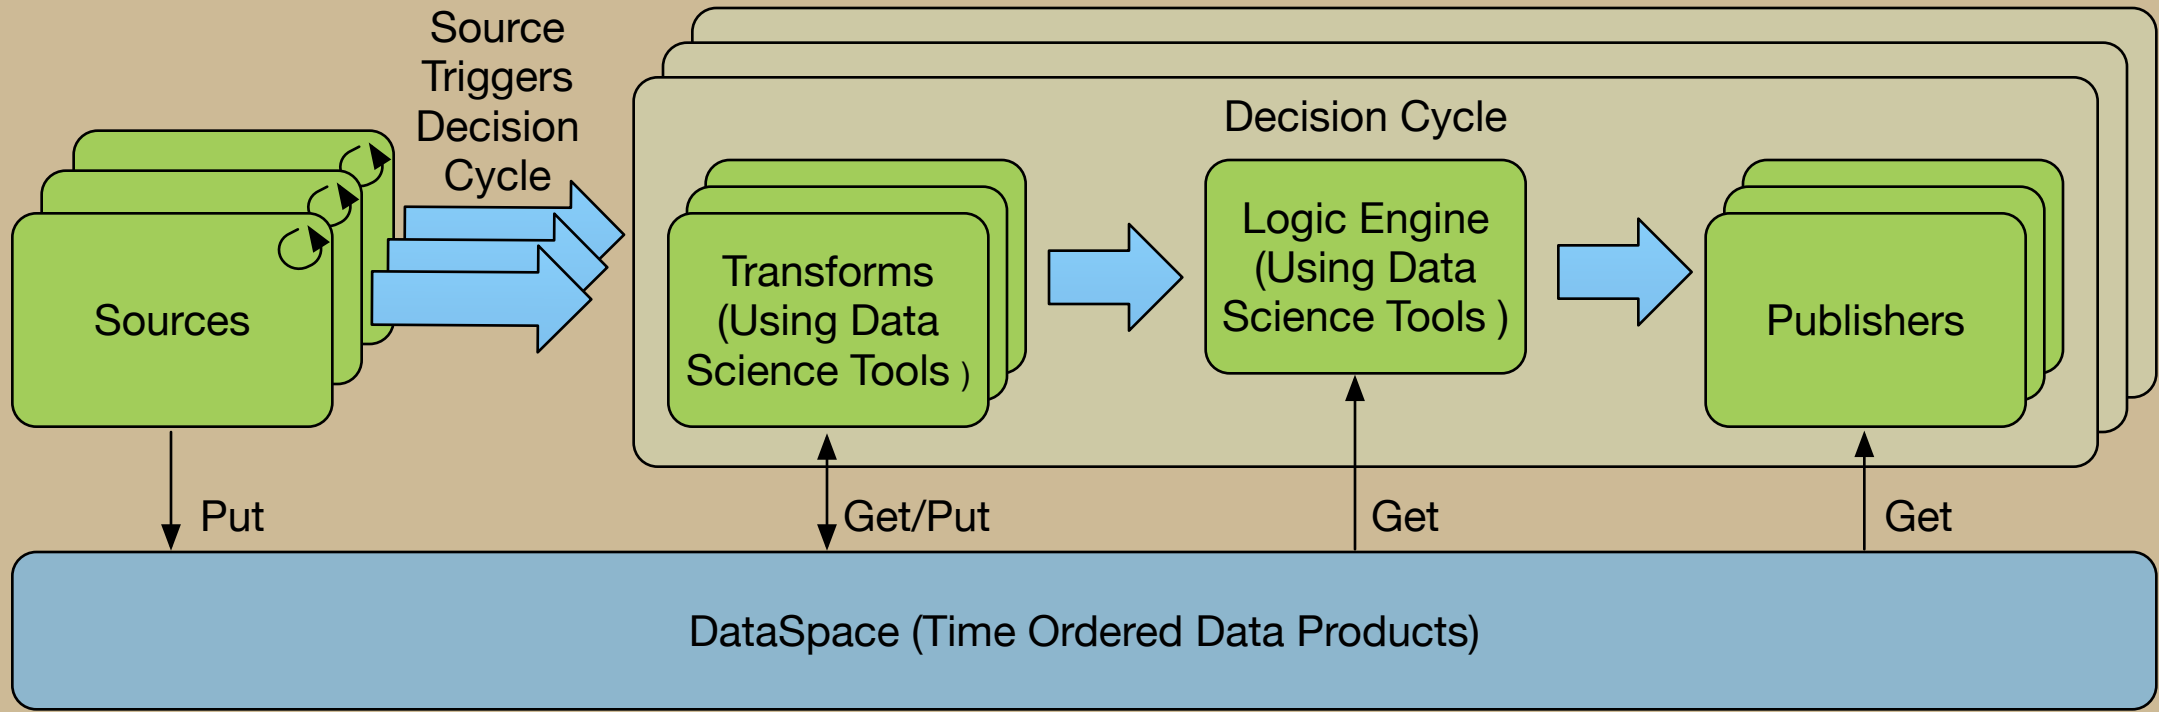 Source
Triggers
Decision
Cycle
Decision Cycle
Sources
Transforms
(Using Data
Science Tools )
Logic Engine
(Using Data
Science Tools )
Publishers
Put
Get/Put
Get
Get
DataSpace (Time Ordered Data Products)